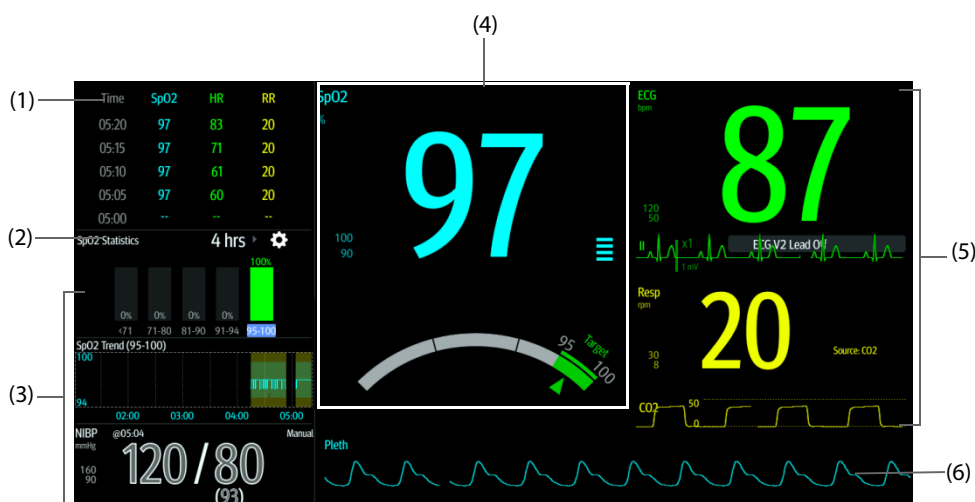 (4)
(1)
Time SpO2 HR RR
05:20 97 83 20
05:15 97 71 20
05:10 97 61 20
05:05 97 60 20
05:00 -- -- --
(2)
SpO2 Statistics 4 hrs
100%
0% 0% 0% 0%
<71 71-80 81-90 91-94 95-100
SpO2 Trend (95-100)
100
94
02:00 03:00 04:00 05:00
(3)
NIBP @05:04 Manual
mmHg
160
90
120/80
(93)
SpO2
%
97
100
90
95 Target 100
ECG
bpm
87
120
50
II x1 ECG V2 Lead Off
1 mV
(5)
Resp
rpm
20
30
8
Source: CO2
CO2 50
0
Pleth
(6)